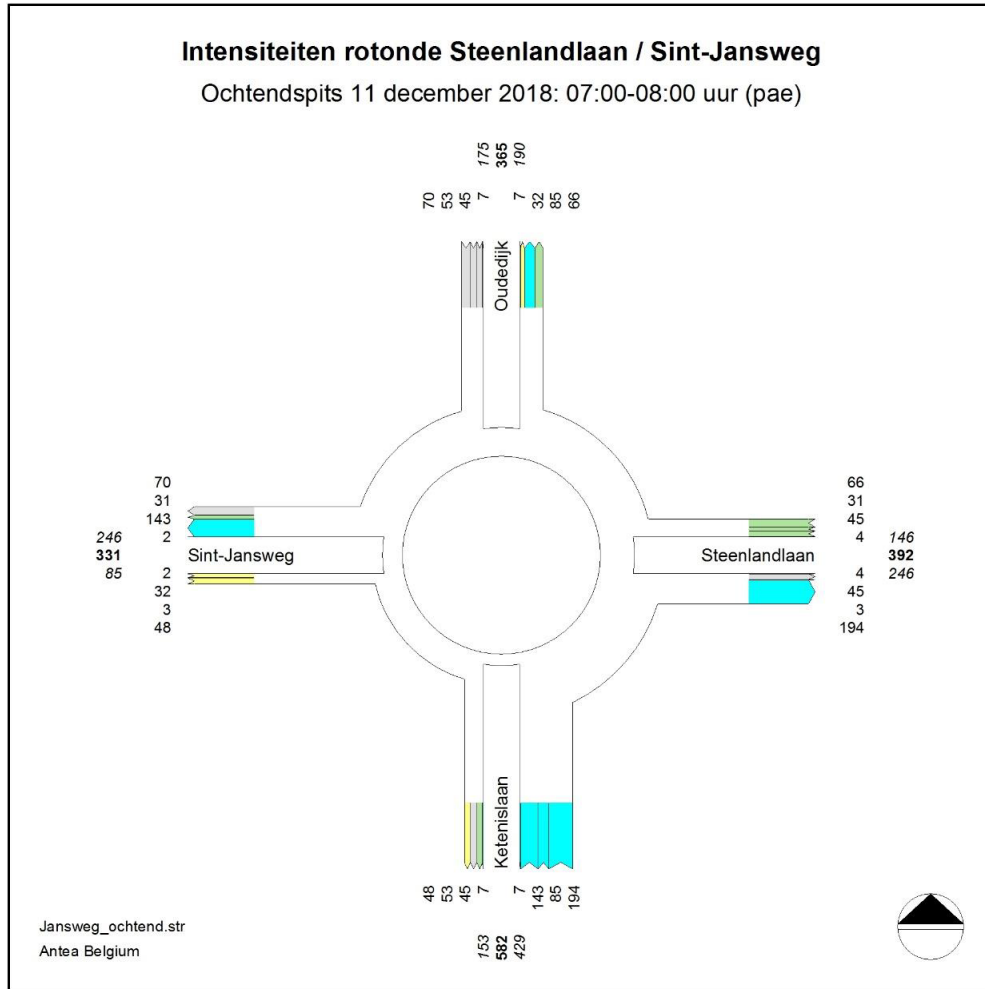 Intensiteiten rotonde Steenlandlaan / Sint-Jansweg
Ochtendspits 11 december 2018: 07:00-08:00 uur (pae)
175 365 190
70 53 45 7 7 32 85 66
Oudedijk
70
31
143
246 2
331 Sint-Jansweg
85 2
32
3
48
66
31
45
4 146
Steenlandlaan 392
4 246
45
3
194
Ketenislaan
48 53 45 7 7 143 85 194
153 582 429
Jansweg_ochtend.str
Antea Belgium